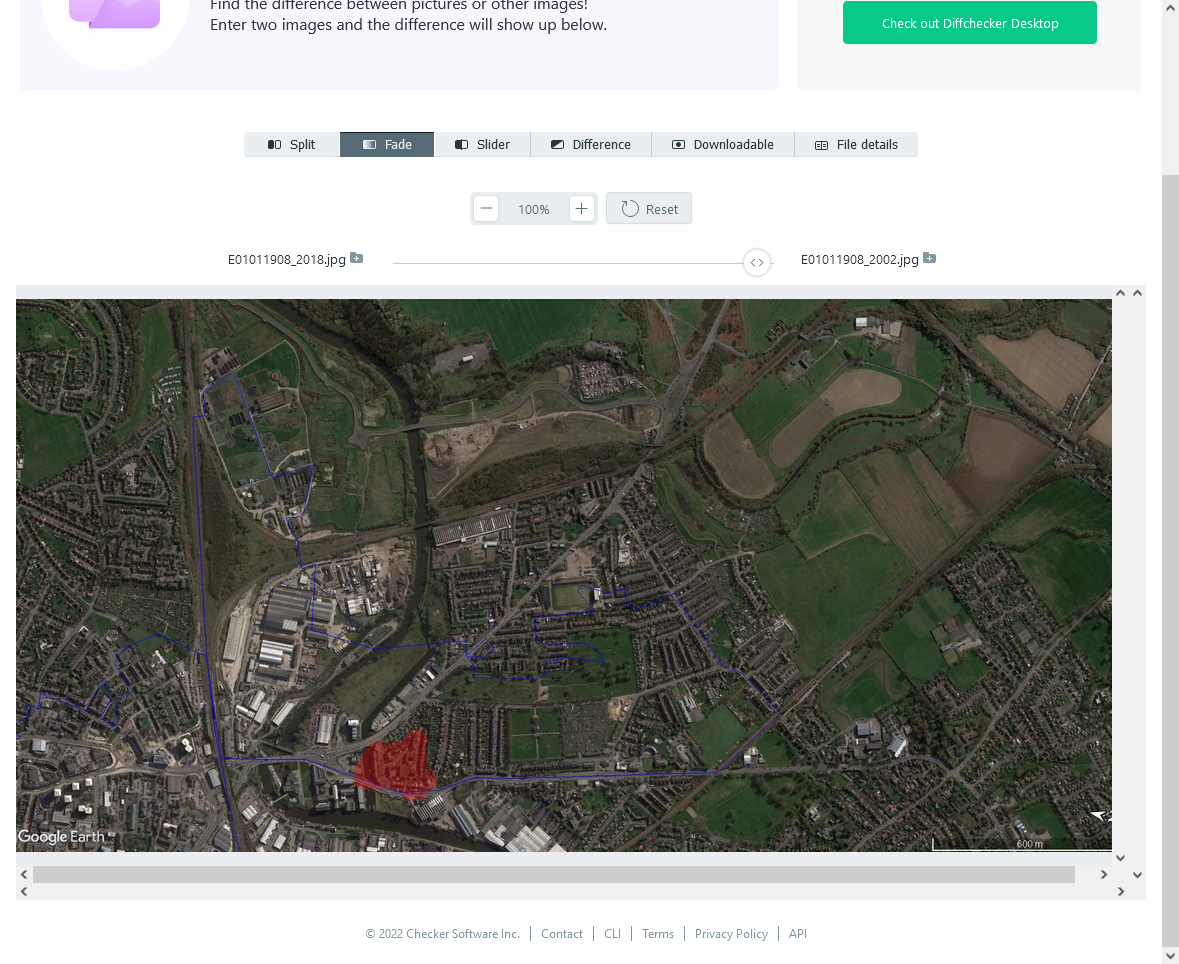 Find the difference between pictures or other images!
Enter two images and the difference will show up below.
Check out Diffchecker Desktop
Split
Fade
Slider
Difference
Downloadable
File details
100%
Reset
E01011908_2018.jpg
E01011908_2002.jpg
Google Earth
600 m
© 2022 Checker Software Inc.
Contact
CLI
Terms
Privacy Policy
API